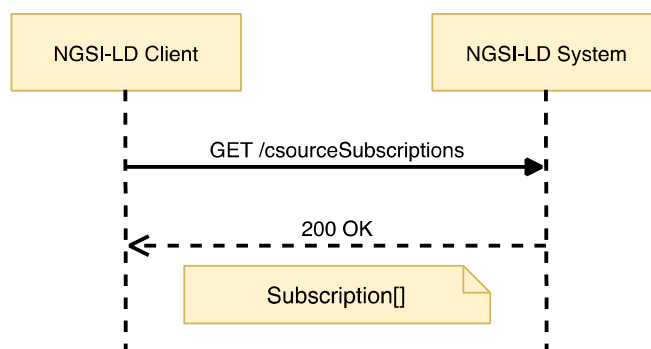 NGSI-LD Client
NGSI-LD System
GET /csourceSubscriptions
200 OK
Subscription[]